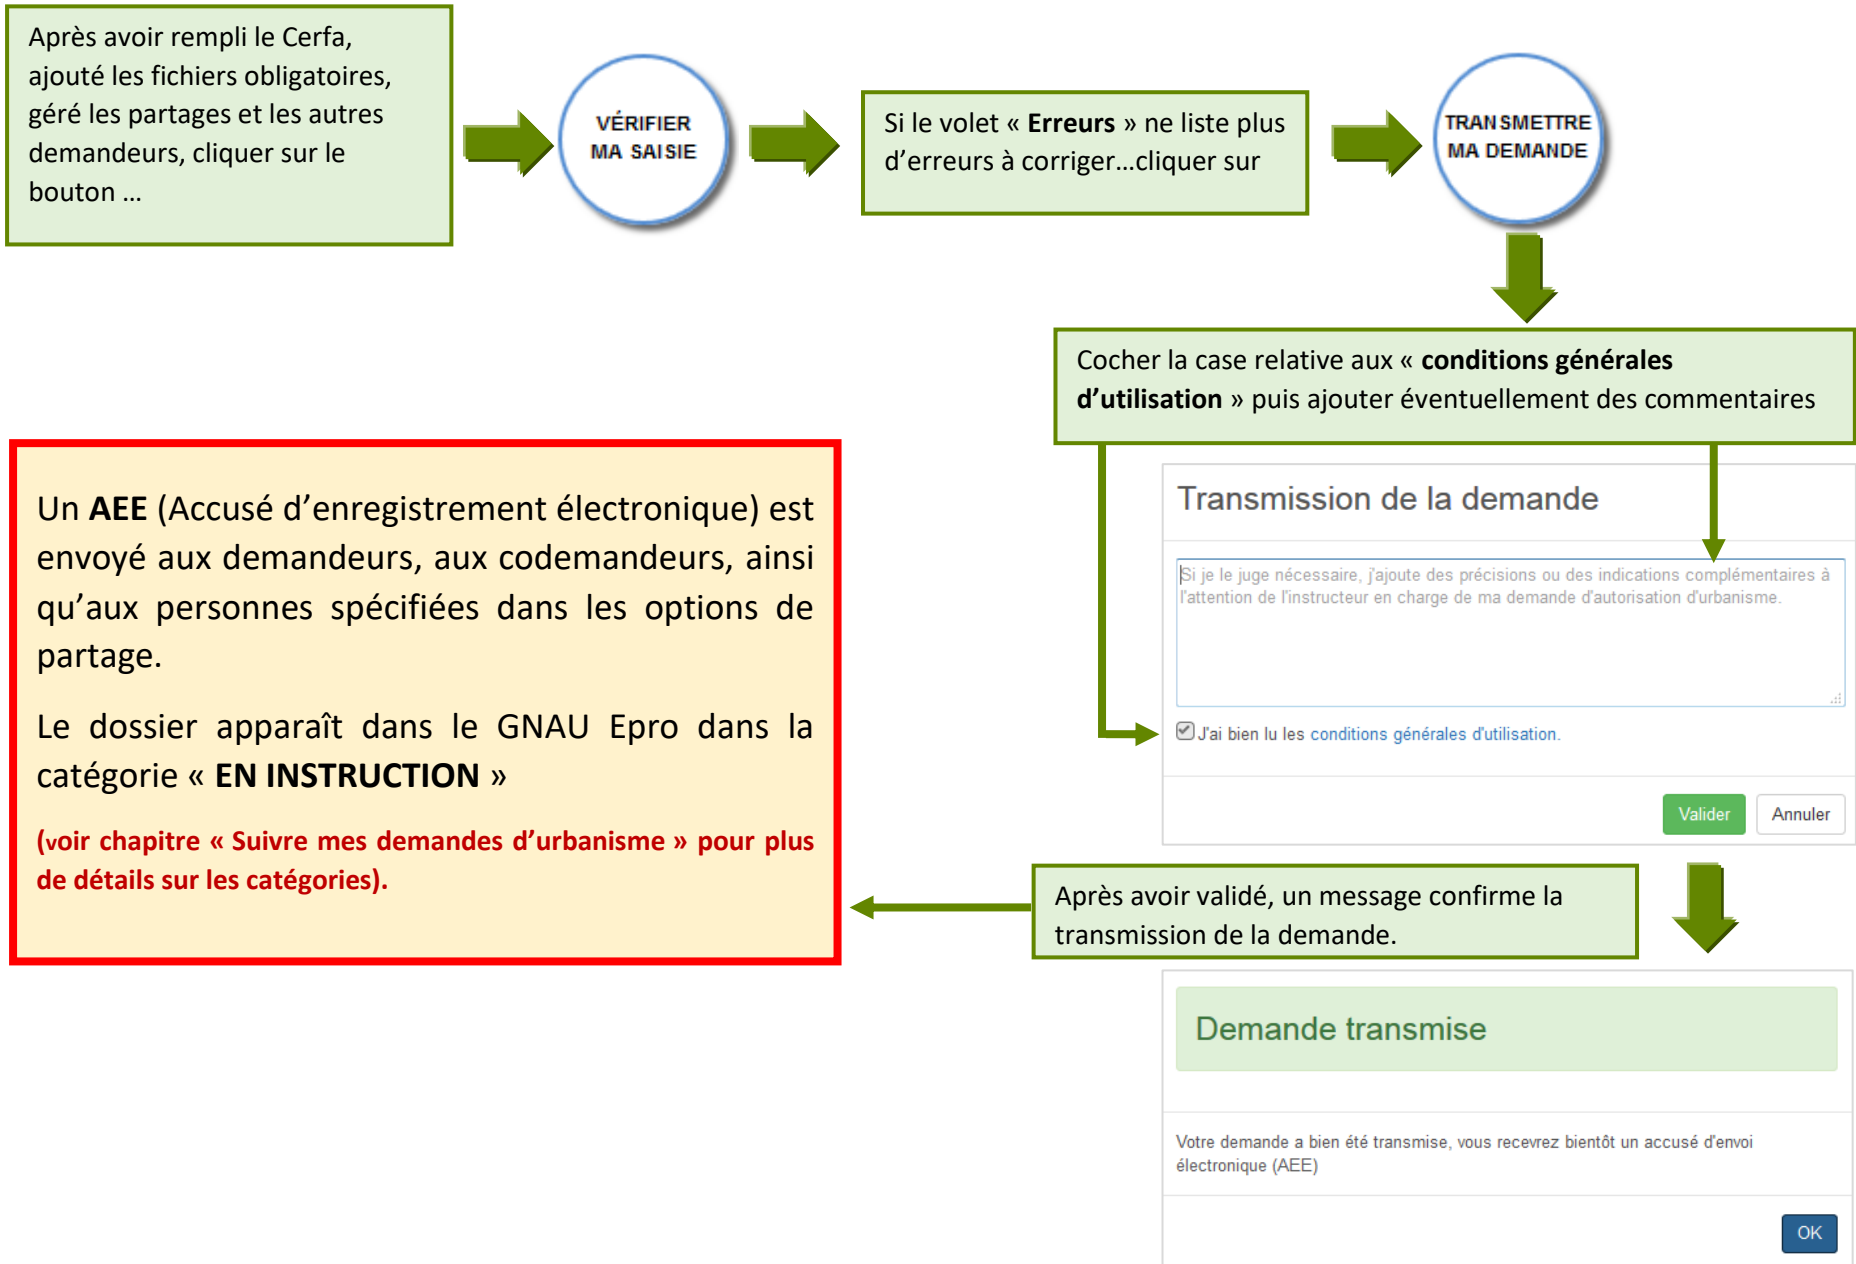 Après avoir rempli le Cerfa,
ajouté les fichiers obligatoires,
géré les partages et les autres
demandeurs, cliquer sur le
bouton …
VÉRIFIER
MA SAISIE
Si le volet « Erreurs » ne liste plus
d’erreurs à corriger…cliquer sur
TRANSMETTRE
MA DEMANDE
Cocher la case relative aux « conditions générales
d’utilisation » puis ajouter éventuellement des commentaires
Transmission de la demande
Si je le juge nécessaire, j'ajoute des précisions ou des indications complémentaires à
l'attention de l'instructeur en charge de ma demande d'autorisation d'urbanisme.
J'ai bien lu les conditions générales d'utilisation.
Valider
Annuler
Après avoir validé, un message confirme la
transmission de la demande.
Demande transmise
Votre demande a bien été transmise, vous recevrez bientôt un accusé d'envoi
électronique (AEE)
OK
Un AEE (Accusé d’enregistrement électronique) est
envoyé aux demandeurs, aux codemandeurs, ainsi
qu’aux personnes spécifiées dans les options de
partage.
Le dossier apparaît dans le GNAU Epro dans la
catégorie « EN INSTRUCTION »
(voir chapitre « Suivre mes demandes d’urbanisme » pour plus
de détails sur les catégories).